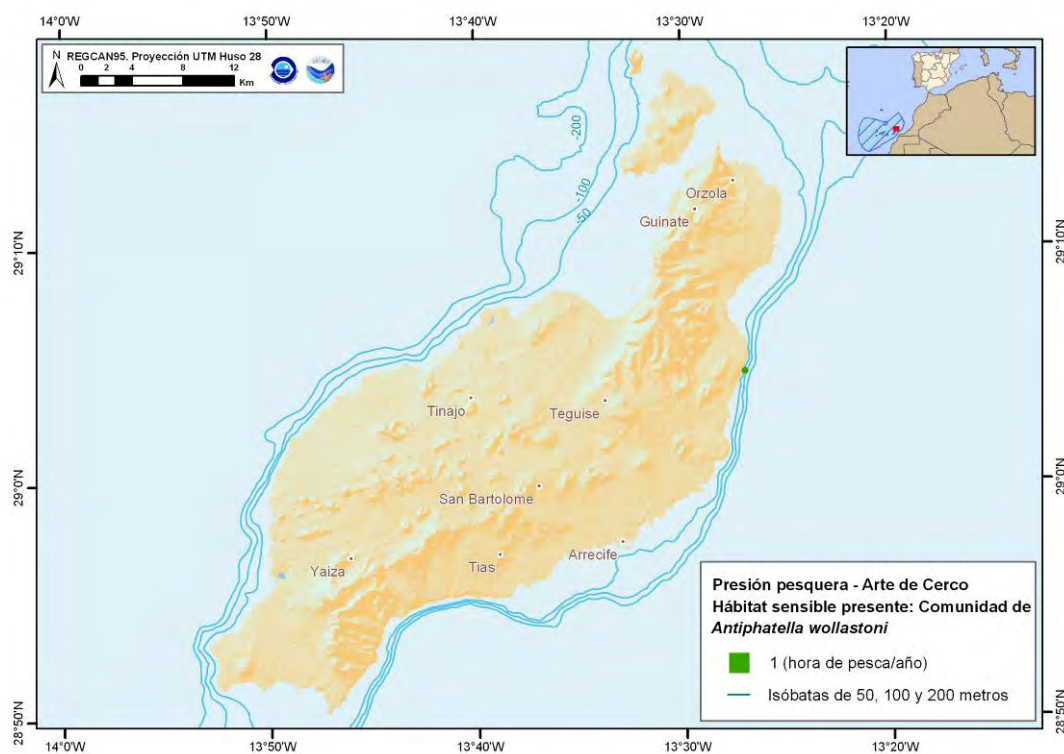 14°0'W 13°50'W 13°40'W 13°30'W 13°20'W
N REGCAN95. Proyección UTM Huso 28
0 2 4 8 12
Km
-200
-100
-50
Orzola
Guinate
29°10'N 29°10'N
Tinajo
Teguise
29°0'N 29°0'N
San Bartolome
Arrecife
Yaiza
Tias
Presión pesquera - Arte de Cerco
Hábitat sensible presente: Comunidad de
Antiphatella wollastoni
1 (hora de pesca/año)
Isóbatas de 50, 100 y 200 metros
28°50'N 28°50'N
14°0'W 13°50'W 13°40'W 13°30'W 13°20'W